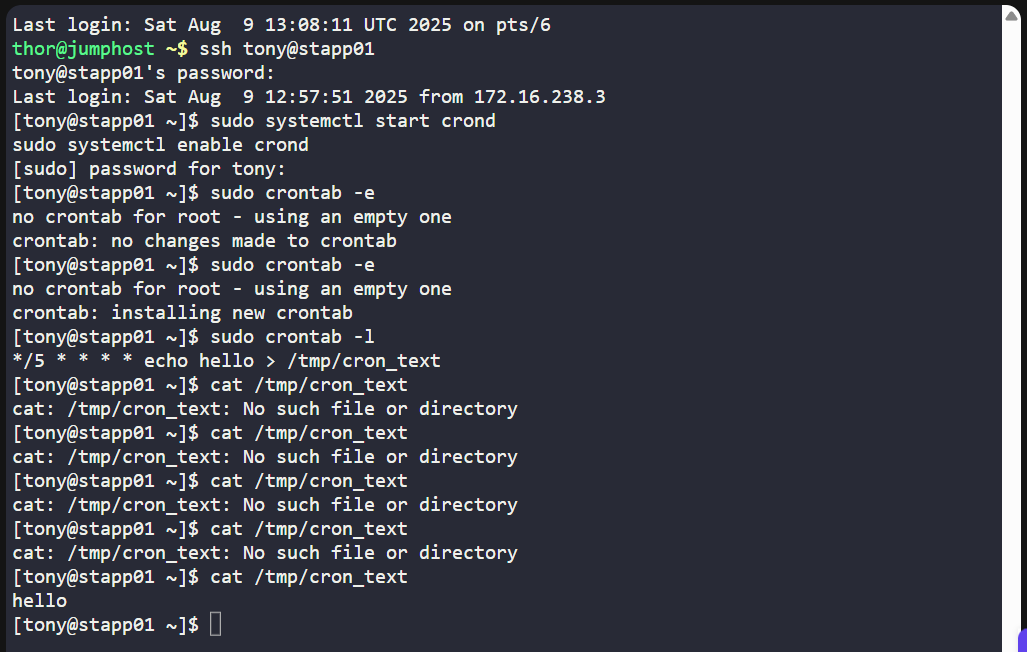 Last login: Sat Aug  9 13:08:11 UTC 2025 on pts/6
thor@jumphost ~$ ssh tony@stapp01
tony@stapp01's password:
Last login: Sat Aug  9 12:57:51 2025 from 172.16.238.3
[tony@stapp01 ~]$ sudo systemctl start crond
sudo systemctl enable crond
[sudo] password for tony:
[tony@stapp01 ~]$ sudo crontab -e
no crontab for root - using an empty one
crontab: no changes made to crontab
[tony@stapp01 ~]$ sudo crontab -e
no crontab for root - using an empty one
crontab: installing new crontab
[tony@stapp01 ~]$ sudo crontab -l
*/5 * * * * echo hello > /tmp/cron_text
[tony@stapp01 ~]$ cat /tmp/cron_text
cat: /tmp/cron_text: No such file or directory
[tony@stapp01 ~]$ cat /tmp/cron_text
cat: /tmp/cron_text: No such file or directory
[tony@stapp01 ~]$ cat /tmp/cron_text
cat: /tmp/cron_text: No such file or directory
[tony@stapp01 ~]$ cat /tmp/cron_text
cat: /tmp/cron_text: No such file or directory
[tony@stapp01 ~]$ cat /tmp/cron_text
hello
[tony@stapp01 ~]$